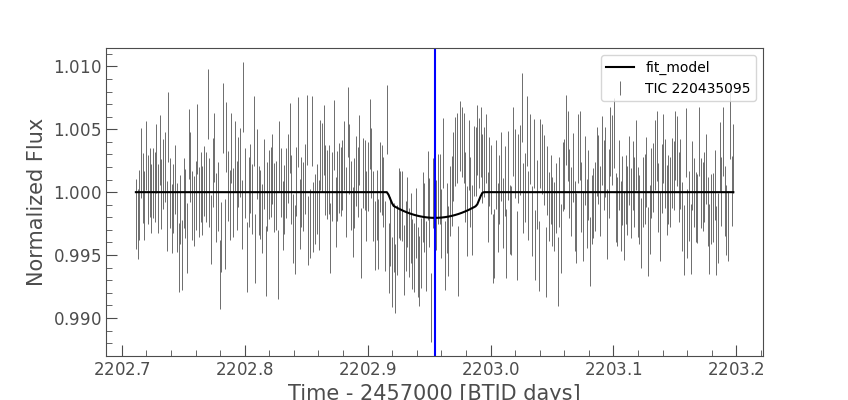 fit_model
TIC 220435095
1.010
1.005
1.000
0.995
0.990
Normalized Flux
2202.7 2202.8 2202.9 2203.0 2203.1 2203.2
Time - 2457000 [BTJD days]